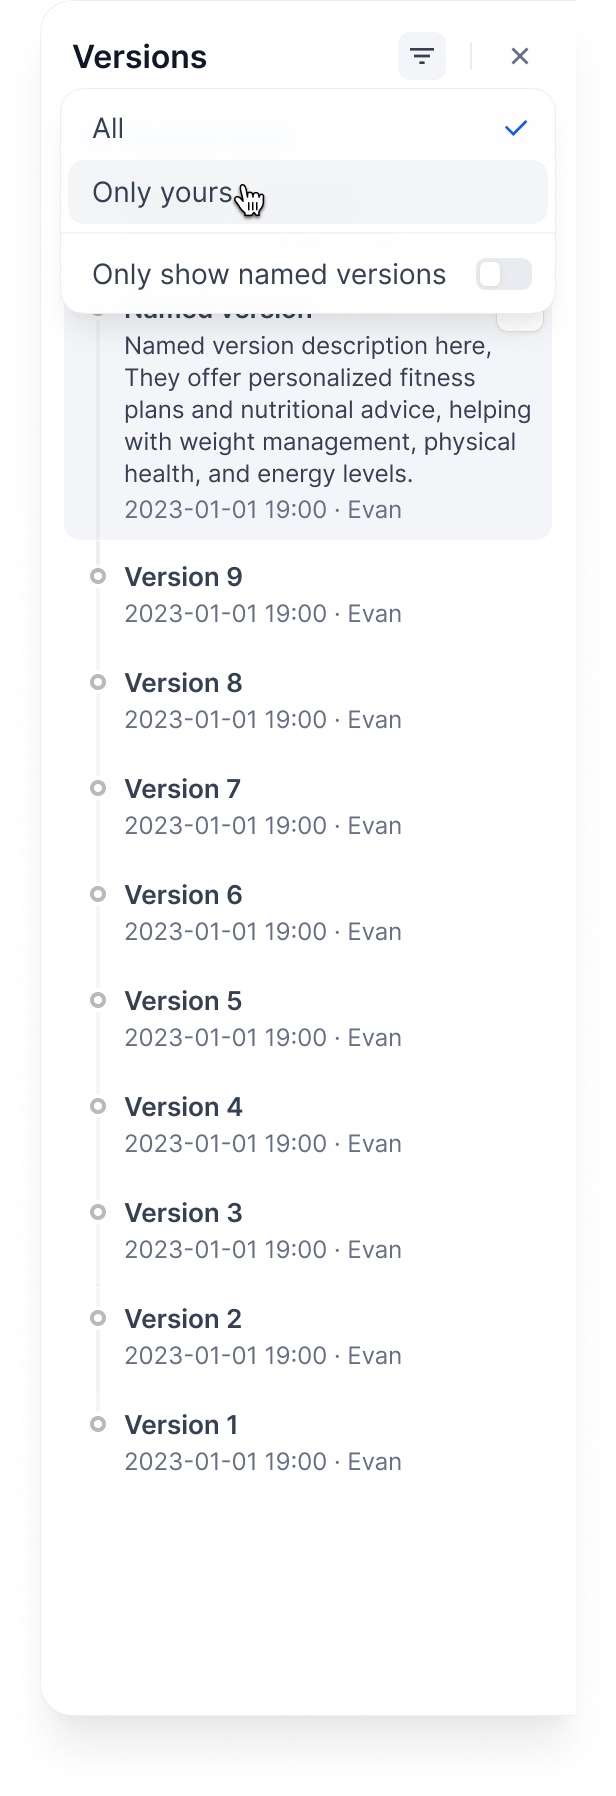 Versions
All
Only yours
Only show named versions
Named version
Named version description here,
They offer personalized fitness
plans and nutritional advice, helping
with weight management, physical
health, and energy levels.
2023-01-01 19:00 · Evan
Version 9
2023-01-01 19:00 · Evan
Version 8
2023-01-01 19:00 · Evan
Version 7
2023-01-01 19:00 · Evan
Version 6
2023-01-01 19:00 · Evan
Version 5
2023-01-01 19:00 · Evan
Version 4
2023-01-01 19:00 · Evan
Version 3
2023-01-01 19:00 · Evan
Version 2
2023-01-01 19:00 · Evan
Version 1
2023-01-01 19:00 · Evan